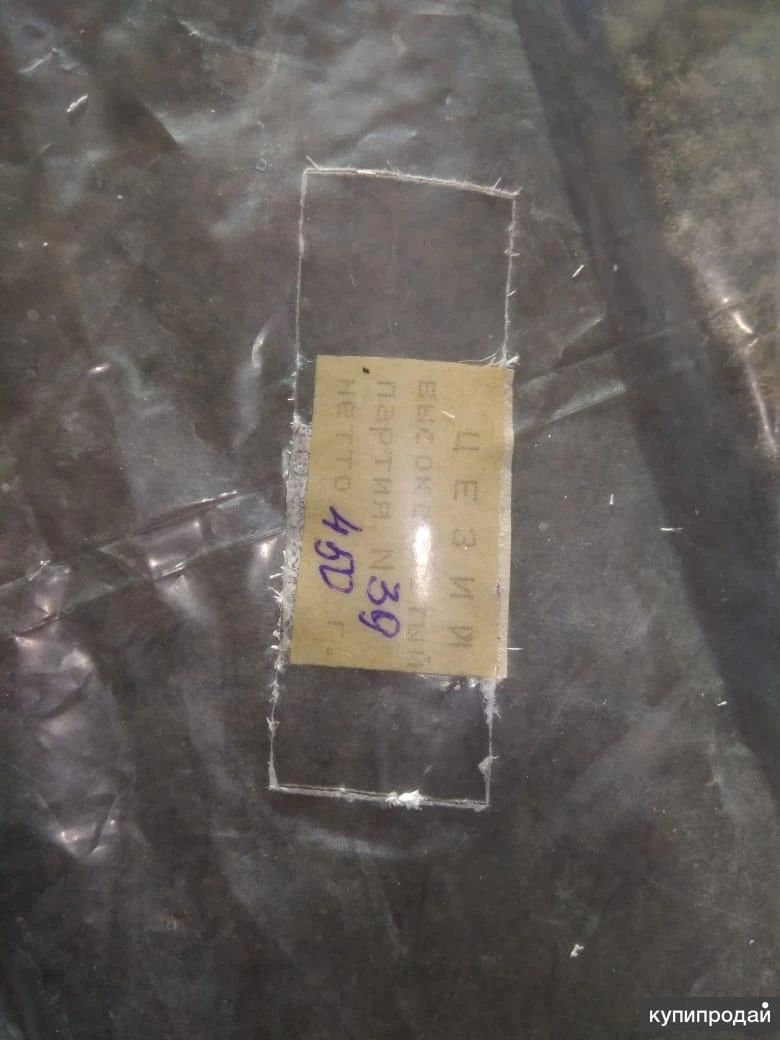 ЦЕЗИЙ
высокочистый
партия N 39
нетто 450 г.
купипродай